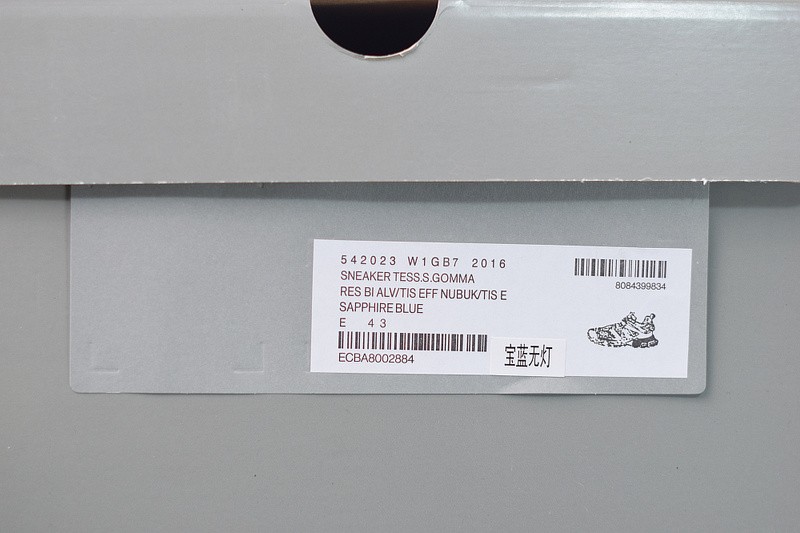 542023 W1GB7 2016
SNEAKER TESS.S.GOMMA
RES BI ALV/TIS EFF NUBUK/TIS E
SAPPHIRE BLUE
E 43
ECBA8002884
8084399834
宝蓝无灯